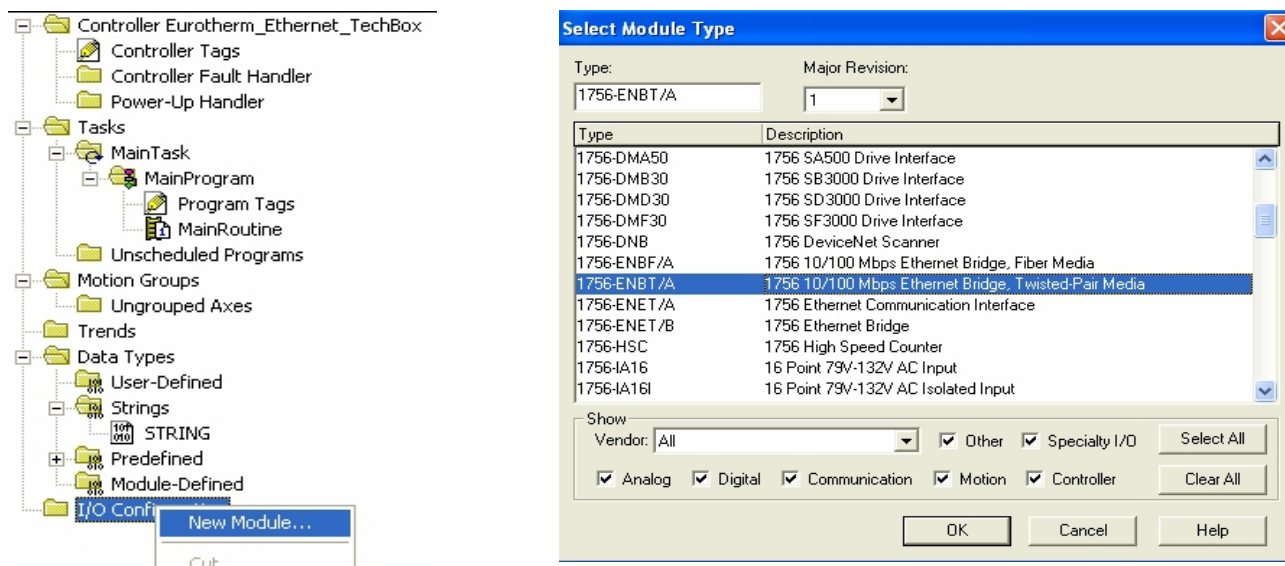 Controller Eurotherm_Ethernet_TechBox
Controller Tags
Controller Fault Handler
Power-Up Handler
Tasks
MainTask
MainProgram
Program Tags
MainRoutine
Unscheduled Programs
Motion Groups
Ungrouped Axes
Trends
Data Types
User-Defined
Strings
STRING
Predefined
Module-Defined
I/O Conf
New Module...
Cut
Select Module Type
Type: Major Revision:
1756-ENBT/A 1
Type Description
1756-DMA50 1756 SA500 Drive Interface
1756-DMB30 1756 SB3000 Drive Interface
1756-DMD30 1756 SD3000 Drive Interface
1756-DMF30 1756 SF3000 Drive Interface
1756-DNB 1756 DeviceNet Scanner
1756-ENBF/A 1756 10/100 Mbps Ethernet Bridge, Fiber Media
1756-ENBT/A 1756 10/100 Mbps Ethernet Bridge, Twisted-Pair Media
1756-ENET/A 1756 Ethernet Communication Interface
1756-ENET/B 1756 Ethernet Bridge
1756-HSC 1756 High Speed Counter
1756-IA16 16 Point 79V-132V AC Input
1756-IA16I 16 Point 79V-132V AC Isolated Input
Show
Vendor: All Other Specialty I/O Select All
Analog Digital Communication Motion Controller Clear All
OK Cancel Help